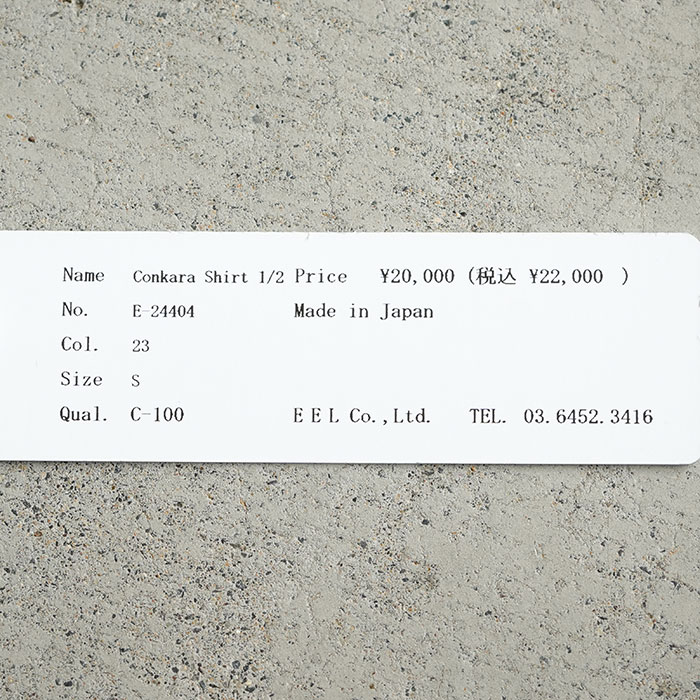 Name Conkara Shirt 1/2 Price ¥20,000 (税込 ¥22,000 )
No. E-24404 Made in Japan
Col. 23
Size S
Qual. C-100 E E L Co.,Ltd. TEL. 03.6452.3416